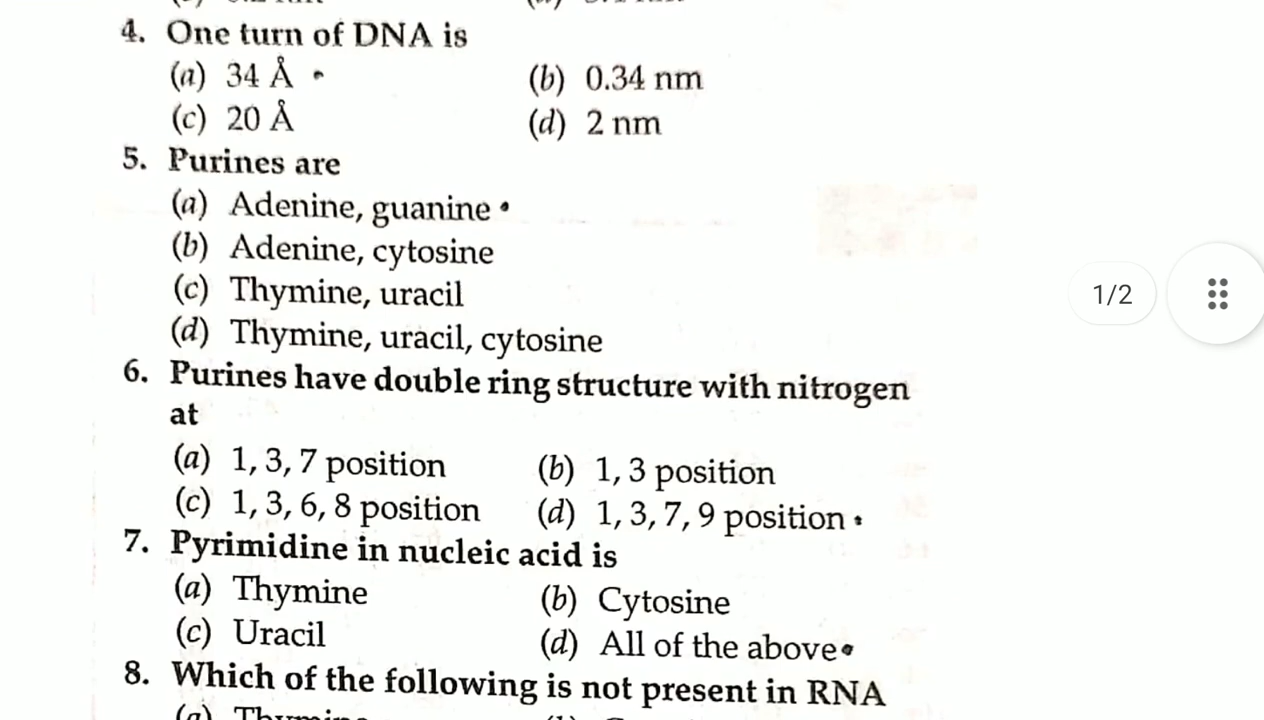 4. One turn of DNA is
(a) 34 Å (b) 0.34 nm
(c) 20 Å (d) 2 nm
5. Purines are
(a) Adenine, guanine
(b) Adenine, cytosine
(c) Thymine, uracil
(d) Thymine, uracil, cytosine
6. Purines have double ring structure with nitrogen
at
(a) 1, 3, 7 position (b) 1, 3 position
(c) 1, 3, 6, 8 position (d) 1, 3, 7, 9 position
1/2
7. Pyrimidine in nucleic acid is
(a) Thymine (b) Cytosine
(c) Uracil (d) All of the above
8. Which of the following is not present in RNA